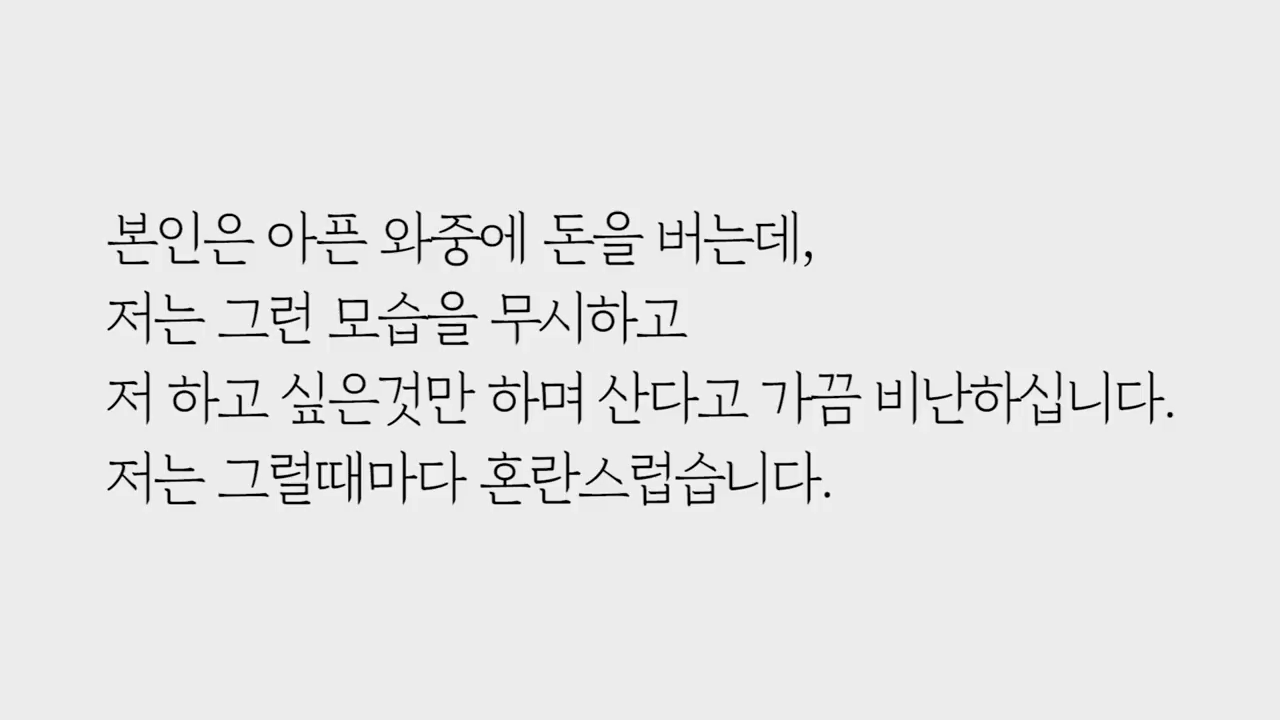 본인은 아픈 와중에 돈을 버는데,
저는 그런 모습을 무시하고
저 하고 싶은것만 하며 산다고 가끔 비난하십니다.
저는 그럴때마다 혼란스럽습니다.